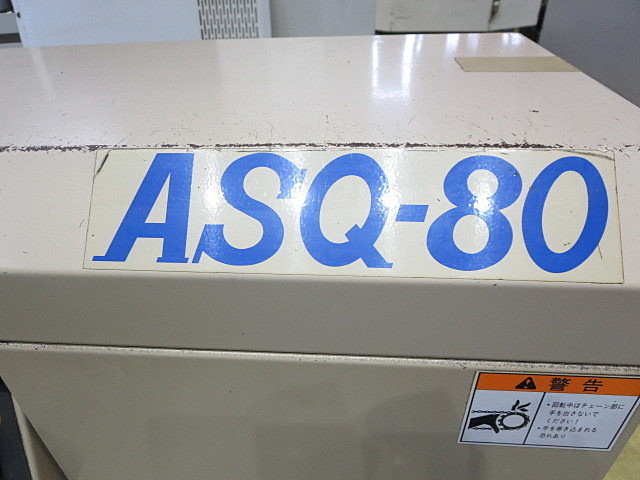 ASQ-80
警告
・回転中はチェーン部に
手を出さないで
ください！
・手を巻き込まれる
恐れあり